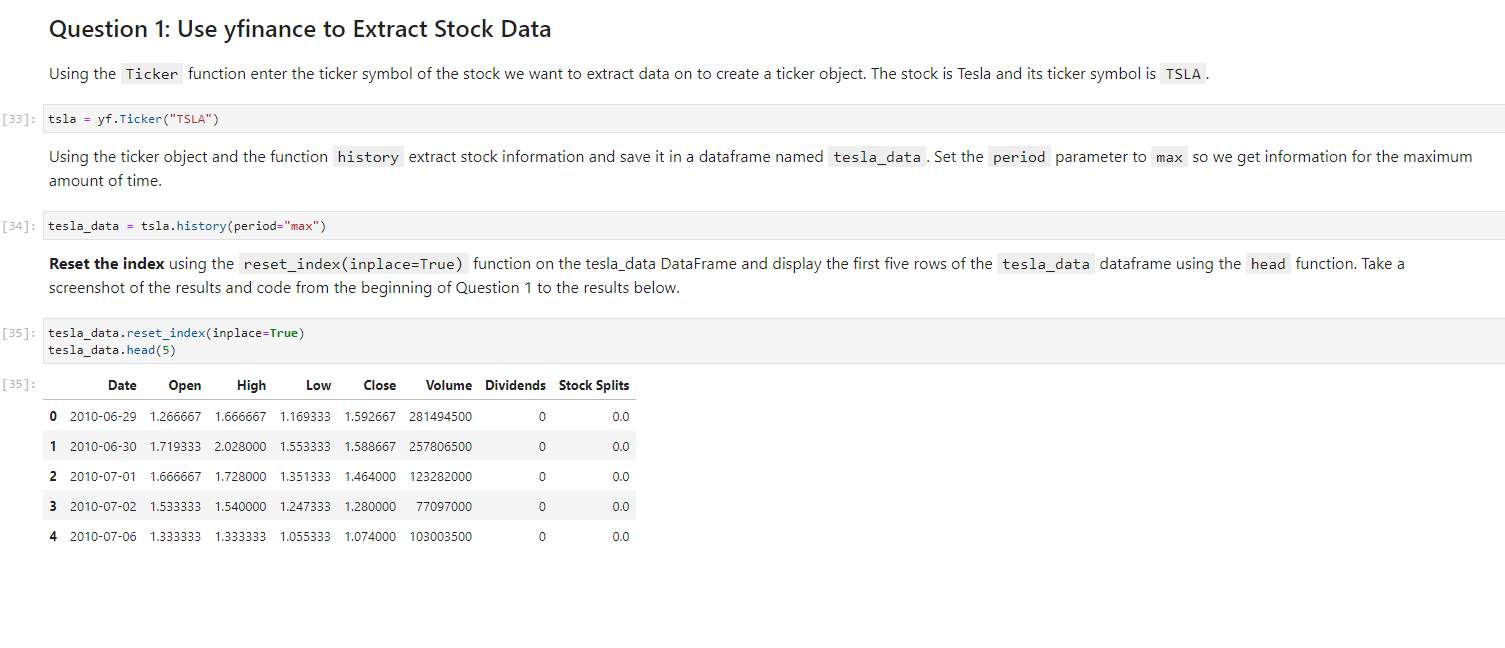 Question 1: Use yfinance to Extract Stock Data
Using the Ticker function enter the ticker symbol of the stock we want to extract data on to create a ticker object. The stock is Tesla and its ticker symbol is TSLA.
[33]: tsla = yf.Ticker("TSLA")
Using the ticker object and the function history extract stock information and save it in a dataframe named tesla_data. Set the period parameter to max so we get information for the maximum
amount of time.
[34]: tesla_data = tsla.history(period="max")
Reset the index using the reset_index(inplace=True) function on the tesla_data DataFrame and display the first five rows of the tesla_data dataframe using the head function. Take a
screenshot of the results and code from the beginning of Question 1 to the results below.
[35]: tesla_data.reset_index(inplace=True)
tesla_data.head(5)
[35]: Date Open High Low Close Volume Dividends Stock Splits
0 2010-06-29 1.266667 1.666667 1.169333 1.592667 281494500 0 0.0
1 2010-06-30 1.719333 2.028000 1.553333 1.588667 257806500 0 0.0
2 2010-07-01 1.666667 1.728000 1.351333 1.464000 123282000 0 0.0
3 2010-07-02 1.533333 1.540000 1.247333 1.280000 77097000 0 0.0
4 2010-07-06 1.333333 1.333333 1.055333 1.074000 103003500 0 0.0